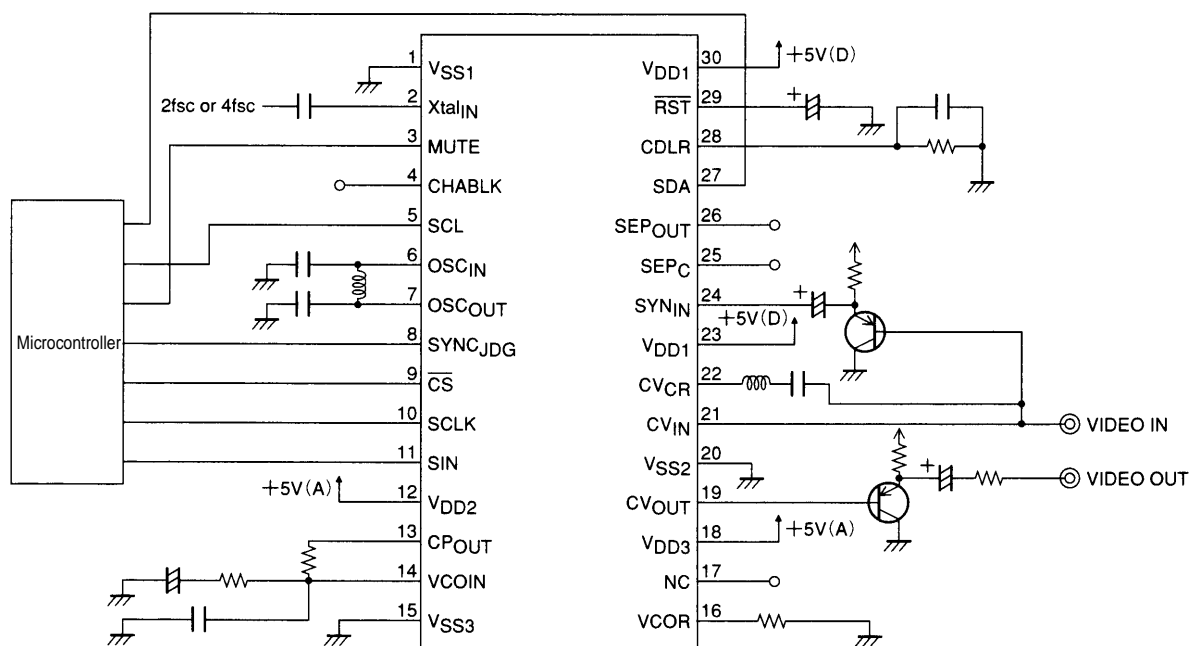 1 VSS1
2fsc or 4fsc
2 XtalIN
3 MUTE
4 CHABLK
5 SCL
6 OSCIN
7 OSCOUT
Microcontroller
8 SYNCJDG
9 CS
10 SCLK
11 SIN
+5V(A)
12 VDD2
13 CPOUT
14 VCOIN
15 VSS3
VDD1 30
+5V(D)
RST 29
+
CDLR 28
SDA 27
SEPOUT 26
SEPC 25
SYNIN 24
+
+5V(D)
VDD1 23
CVCR 22
CVIN 21
VIDEO IN
VSS2 20
+
VIDEO OUT
CVOUT 19
VDD3 18
+5V(A)
NC 17
VCOR 16